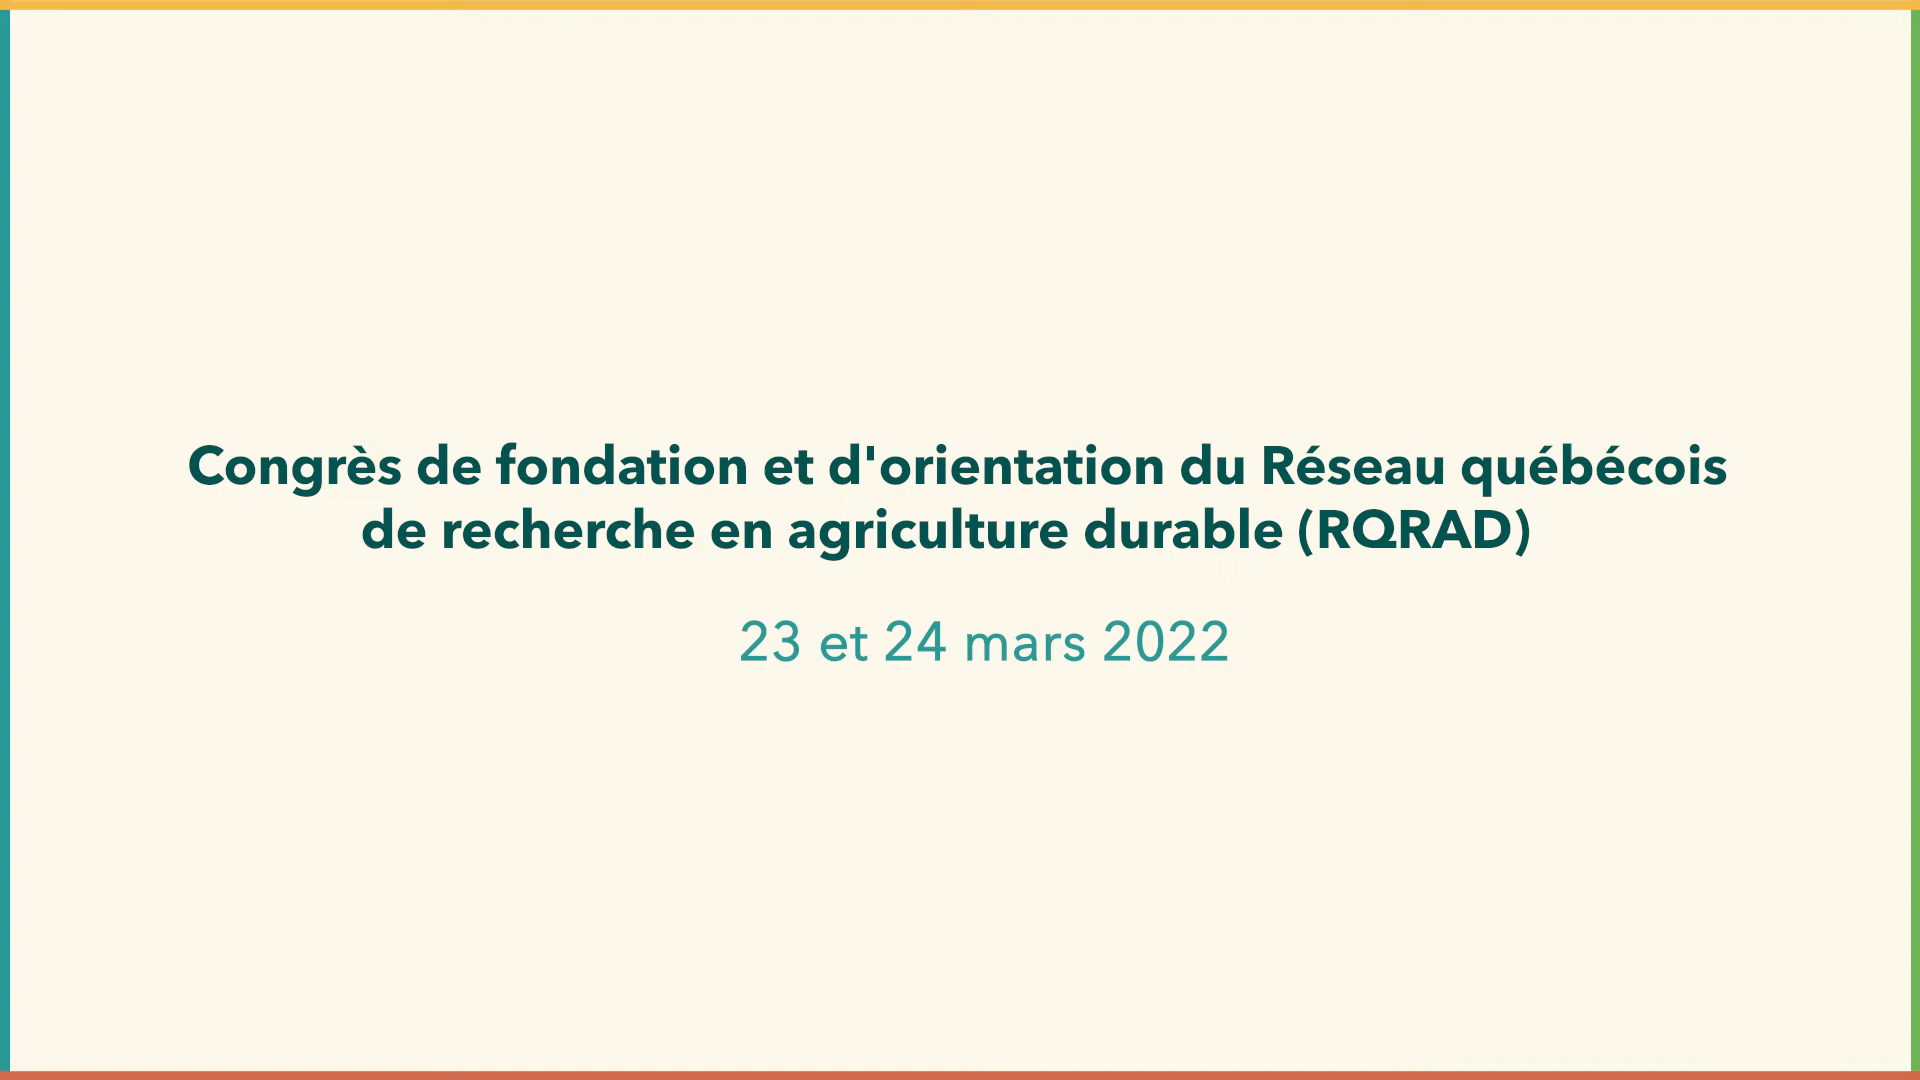 Congrès de fondation et d'orientation du Réseau québécois
de recherche en agriculture durable (RQRAD)
23 et 24 mars 2022